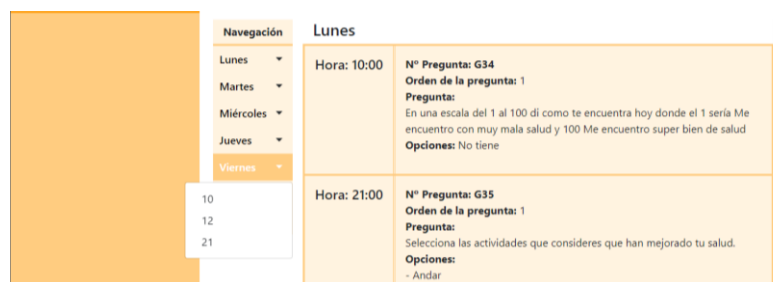 Navegación
Lunes
Martes
Miércoles
Jueves
Viernes
10
12
21
Lunes
Hora: 10:00
Nº Pregunta: G34
Orden de la pregunta: 1
Pregunta:
En una escala del 1 al 100 di como te encuentra hoy donde el 1 sería Me
encuentro con muy mala salud y 100 Me encuentro super bien de salud
Opciones: No tiene
Hora: 21:00
Nº Pregunta: G35
Orden de la pregunta: 1
Pregunta:
Selecciona las actividades que consideres que han mejorado tu salud.
Opciones:
- Andar